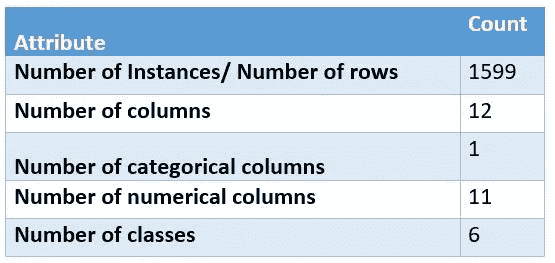 Attribute Count
Number of Instances/ Number of rows 1599
Number of columns 12
Number of categorical columns 1
Number of numerical columns 11
Number of classes 6